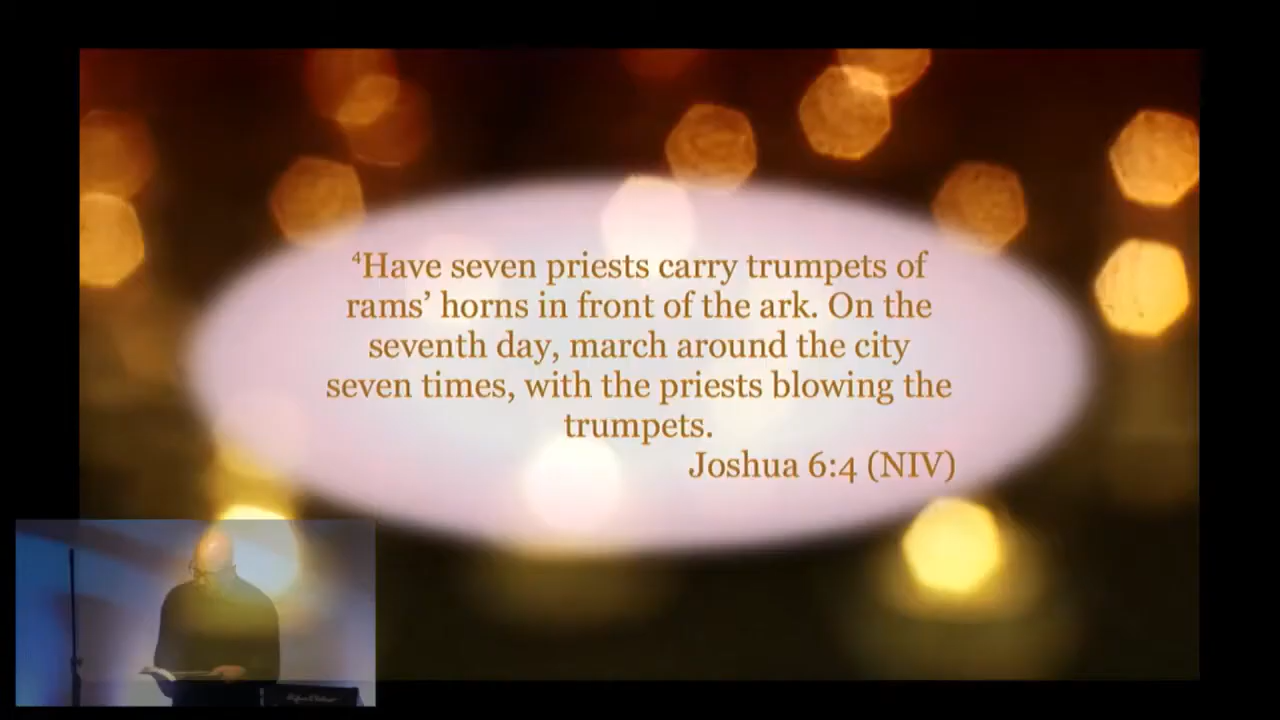 ⁴Have seven priests carry trumpets of
rams’ horns in front of the ark. On the
seventh day, march around the city
seven times, with the priests blowing the
trumpets.
Joshua 6:4 (NIV)